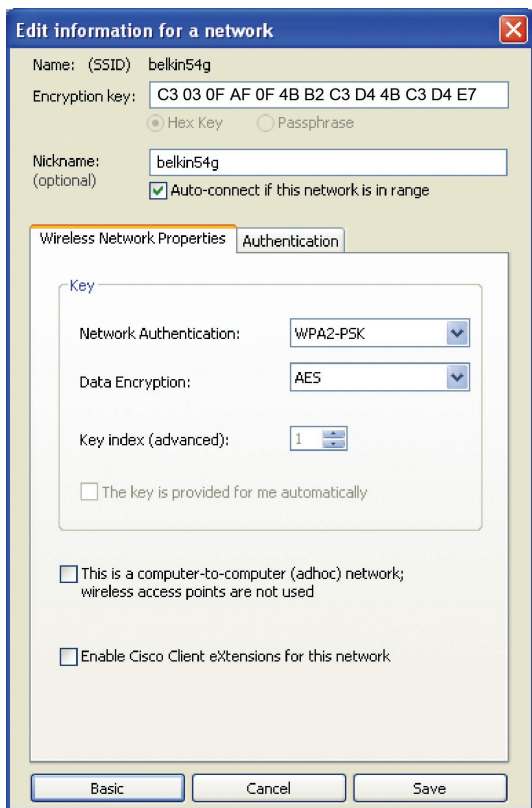 Edit information for a network
Name: (SSID) belkin54g
Encryption key: C3 03 0F AF 0F 4B B2 C3 D4 4B C3 D4 E7
Hex Key Passphrase
Nickname: belkin54g
(optional)
Auto-connect if this network is in range
Wireless Network Properties Authentication
Key
Network Authentication: WPA2-PSK
Data Encryption: AES
Key index (advanced): 1
The key is provided for me automatically
This is a computer-to-computer (adhoc) network;
wireless access points are not used
Enable Cisco Client eXtensions for this network
Basic Cancel Save